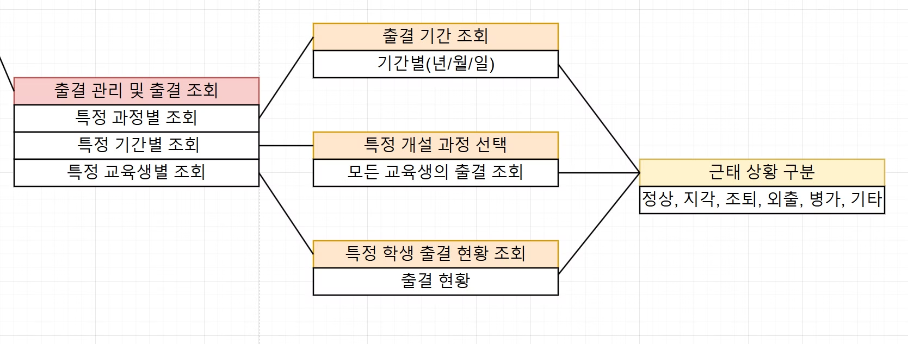 출결 관리 및 출결 조회
특정 과정별 조회
특정 기간별 조회
특정 교육생별 조회
출결 기간 조회
기간별(년/월/일)
특정 개설 과정 선택
모든 교육생의 출결 조회
특정 학생 출결 현황 조회
출결 현황
근태 상황 구분
정상, 지각, 조퇴, 외출, 병가, 기타